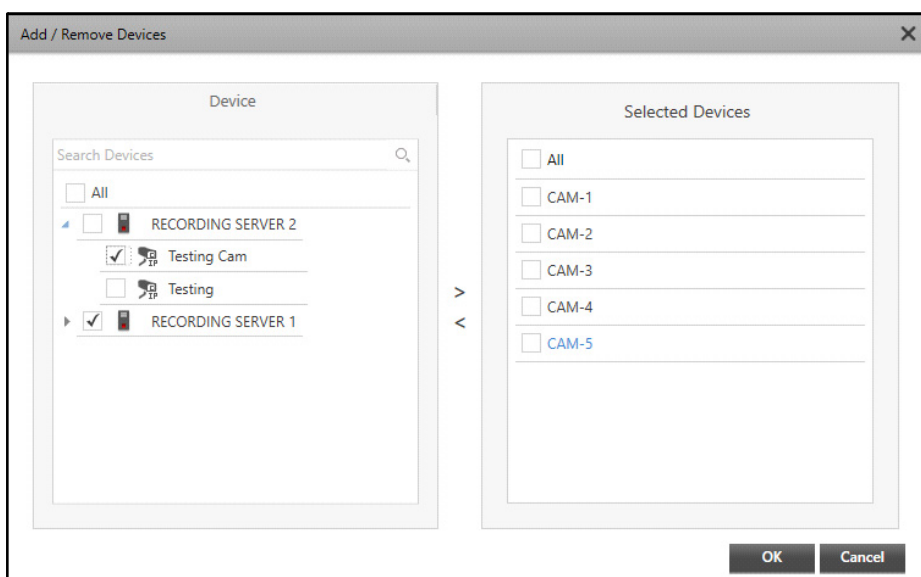 Add / Remove Devices
Device
Search Devices
All
RECORDING SERVER 2
Testing Cam
Testing
RECORDING SERVER 1
>
<
Selected Devices
All
CAM-1
CAM-2
CAM-3
CAM-4
CAM-5
OK
Cancel